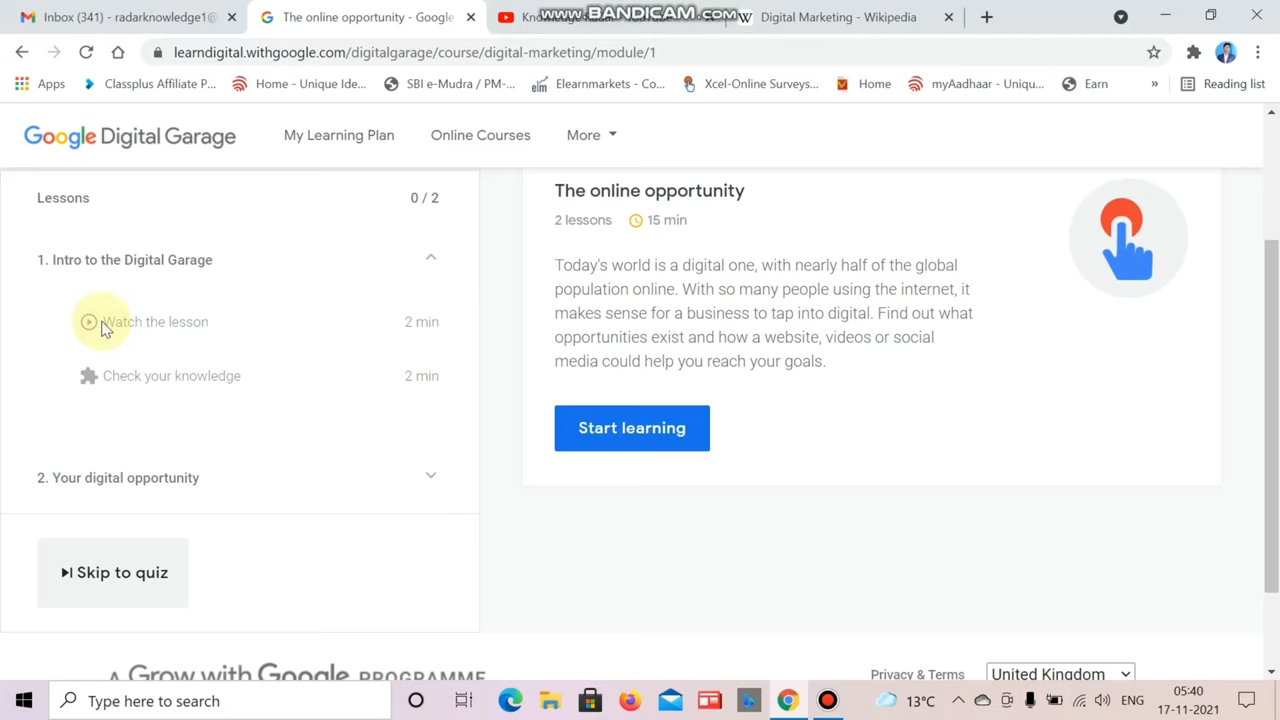 Inbox (341) - radarknowledge1@
The online opportunity - Google
www.BANDICAM.com
Digital Marketing - Wikipedia
learndigital.withgoogle.com/digitalgarage/course/digital-marketing/module/1
Apps
Classplus Affiliate P...
Home - Unique Ide...
SBI e-Mudra / PM-...
Elearnmarkets - Co...
Xcel-Online Surveys...
Home
myAadhaar - Uniqu...
Earn
»
Reading list
Google Digital Garage
My Learning Plan
Online Courses
More
Lessons
0 / 2
1. Intro to the Digital Garage
Watch the lesson
2 min
Check your knowledge
2 min
2. Your digital opportunity
Skip to quiz
The online opportunity
2 lessons
15 min
Today's world is a digital one, with nearly half of the global
population online. With so many people using the internet, it
makes sense for a business to tap into digital. Find out what
opportunities exist and how a website, videos or social
media could help you reach your goals.
Start learning
A Grow with Google PROGRAMME
Privacy & Terms
United Kingdom
Type here to search
13°C
ENG
05:40
17-11-2021